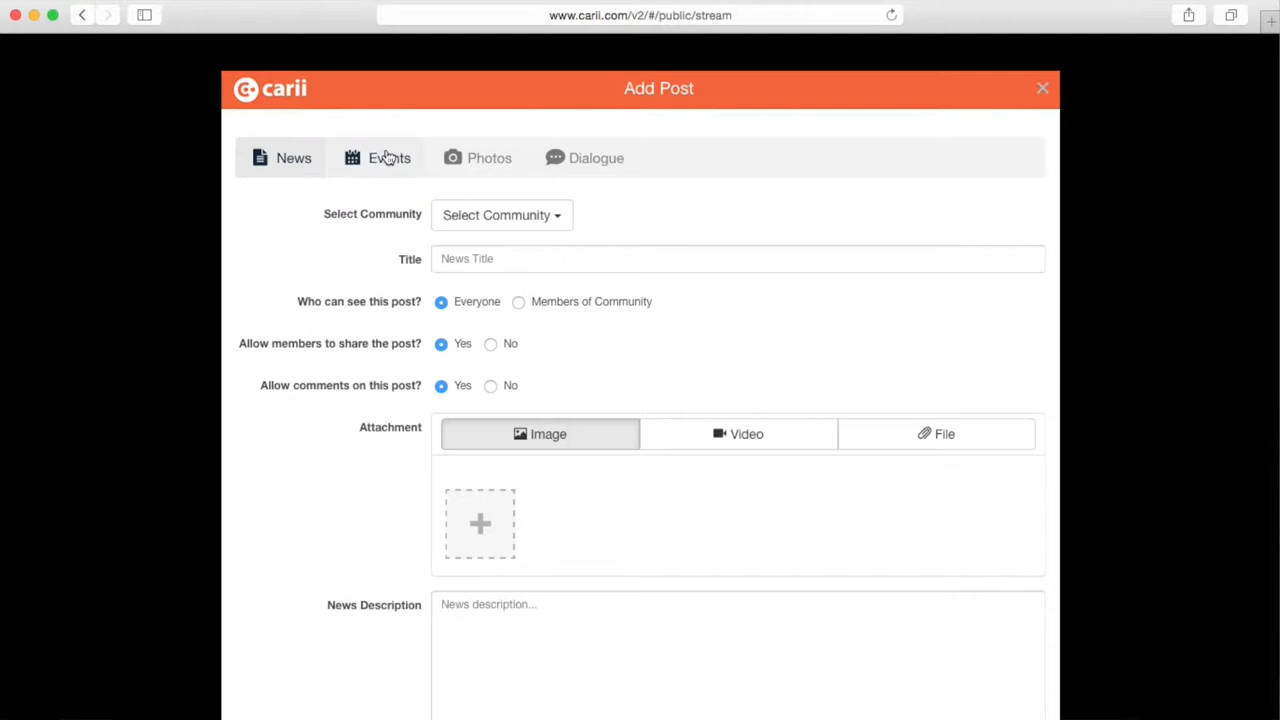 www.carii.com/v2/#/public/stream
carii
Add Post
News
Events
Photos
Dialogue
Select Community
Select Community
Title
News Title
Who can see this post?
Everyone
Members of Community
Allow members to share the post?
Yes
No
Allow comments on this post?
Yes
No
Attachment
Image
Video
File
News Description
News description...